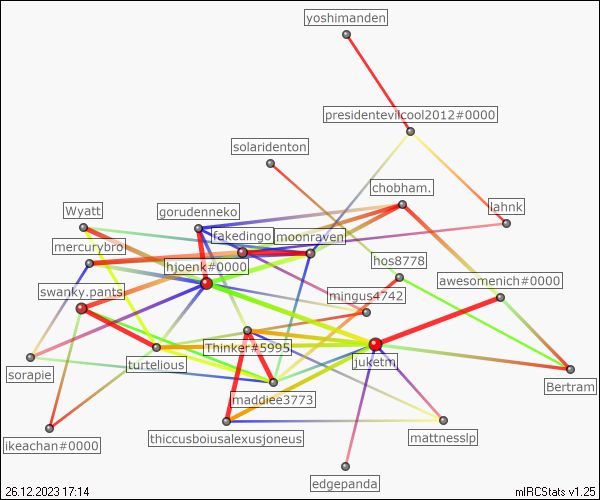 yoshimanden
presidentevilcool2012#0000
solaridenton
chobham.
Wyatt
gorudenneko
lahnk
fakedingo
moonraven
mercurybro
hjoenk#0000
hos8778
awesomenich#0000
swanky.pants
mingus4742
Thinker#5995
juketm
sorapie
turtelious
Bertram
maddiee3773
ikeachan#0000
thiccusboiusalexusjoneus
mattnesslp
edgepanda
26.12.2023 17:14
mIRCStats v1.25